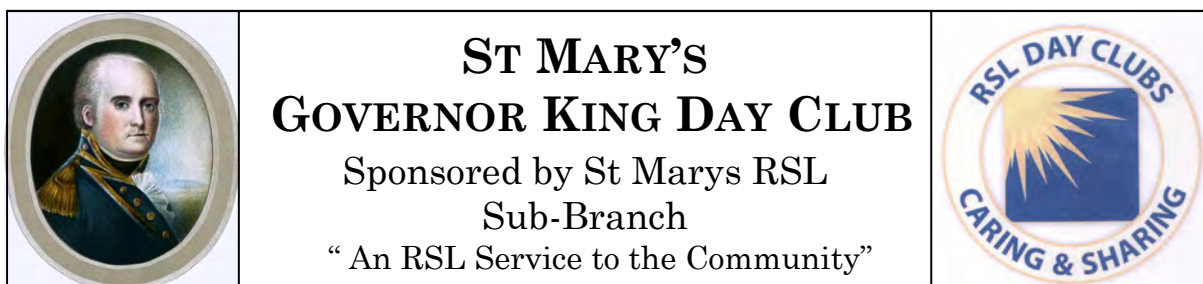 ST MARY’S
GOVERNOR KING DAY CLUB
Sponsored by St Marys RSL
Sub-Branch
“ An RSL Service to the Community”
RSL DAY CLUBS
CARING & SHARING